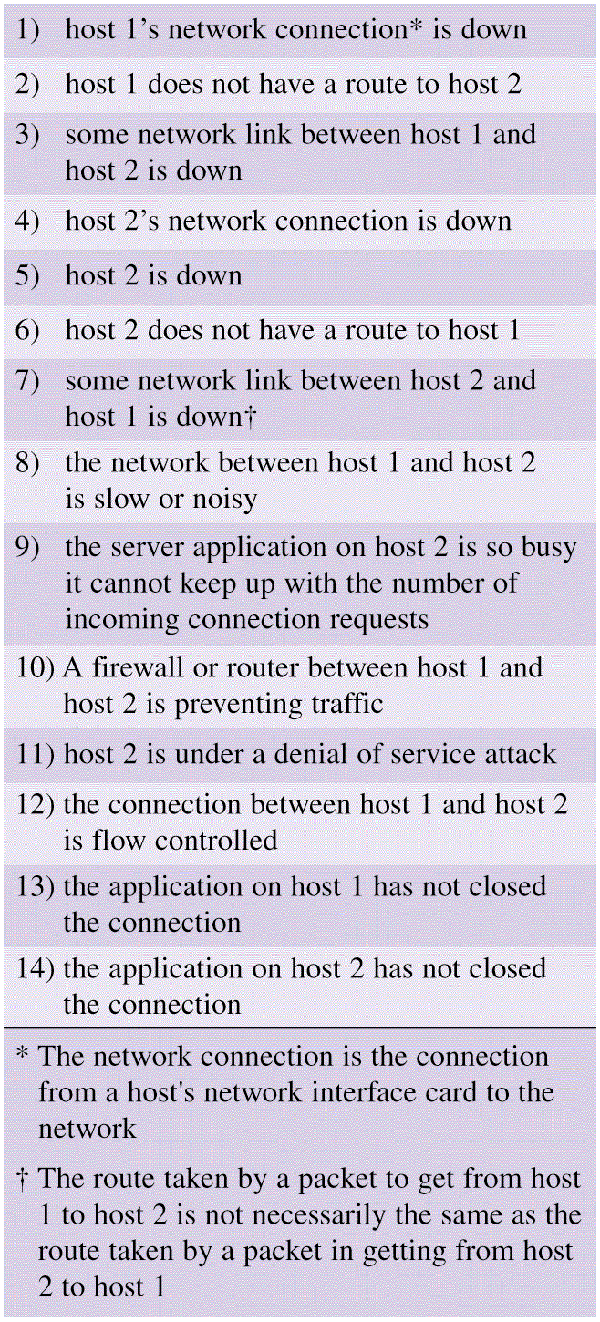 1) host 1’s network connection* is down
2) host 1 does not have a route to host 2
3) some network link between host 1 and
host 2 is down
4) host 2’s network connection is down
5) host 2 is down
6) host 2 does not have a route to host 1
7) some network link between host 2 and
host 1 is down†
8) the network between host 1 and host 2
is slow or noisy
9) the server application on host 2 is so busy
it cannot keep up with the number of
incoming connection requests
10) A firewall or router between host 1 and
host 2 is preventing traffic
11) host 2 is under a denial of service attack
12) the connection between host 1 and host 2
is flow controlled
13) the application on host 1 has not closed
the connection
14) the application on host 2 has not closed
the connection
* The network connection is the connection
from a host's network interface card to the
network
† The route taken by a packet to get from host
1 to host 2 is not necessarily the same as the
route taken by a packet in getting from host
2 to host 1